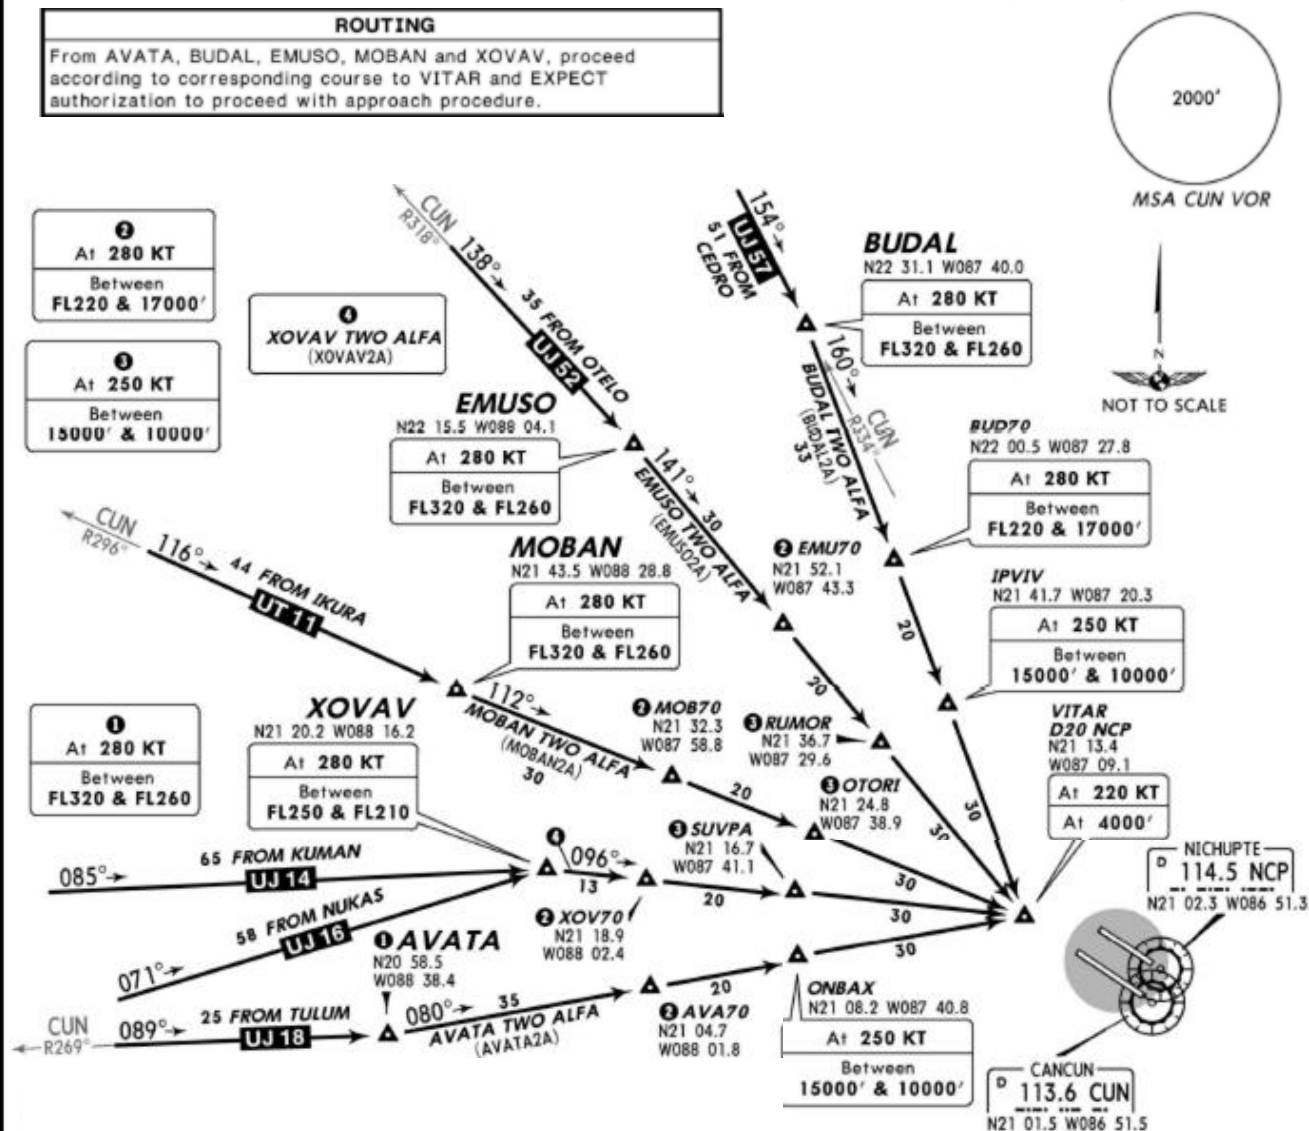 ROUTING
From AVATA, BUDAL, EMUSO, MOBAN and XOVAV, proceed
according to corresponding course to VITAR and EXPECT
authorization to proceed with approach procedure.
2000'
MSA CUN VOR
N
NOT TO SCALE
2
At 280 KT
Between
FL220 & 17000'
3
At 250 KT
Between
15000' & 10000'
4
XOVAV TWO ALFA
(XOVAV2A)
CUN
R318°
138°
35 FROM OTELO
UJ 52
154°
UJ 57
51 FROM
CEDRO
BUDAL
N22 31.1 W087 40.0
At 280 KT
Between
FL320 & FL260
160°
BUDAL TWO ALFA
(BUDAL2A)
33
CUN
R334°
EMUSO
N22 15.5 W088 04.1
At 280 KT
Between
FL320 & FL260
141°
30
EMUSO TWO ALFA
(EMUSO2A)
BUD70
N22 00.5 W087 27.8
At 280 KT
Between
FL220 & 17000'
2 EMU70
N21 52.1
W087 43.3
20
IPVIV
N21 41.7 W087 20.3
At 250 KT
Between
15000' & 10000'
CUN
R296°
116°
44 FROM IKURA
UT 11
MOBAN
N21 43.5 W088 28.8
At 280 KT
Between
FL320 & FL260
112°
MOBAN TWO ALFA
(MOBAN2A)
30
2 MOB70
N21 32.3
W087 58.8
20
3 RUMOR
N21 36.7
W087 29.6
20
3 OTORI
N21 24.8
W087 38.9
30
30
30
VITAR
D20 NCP
N21 13.4
W087 09.1
At 220 KT
At 4000'
1
At 280 KT
Between
FL320 & FL260
XOVAV
N21 20.2 W088 16.2
At 280 KT
Between
FL250 & FL210
65 FROM KUMAN
085°
UJ 14
58 FROM NUKAS
071°
UJ 16
4
096°
13
2 XOV70
N21 18.9
W088 02.4
20
3 SUVPA
N21 16.7
W087 41.1
30
1 AVATA
N20 58.5
W088 38.4
CUN
R269°
089°
25 FROM TULUM
UJ 18
080°
35
AVATA TWO ALFA
(AVATA2A)
2 AVA70
N21 04.7
W088 01.8
20
30
ONBAX
N21 08.2 W087 40.8
At 250 KT
Between
15000' & 10000'
NICHUPTE
D 114.5 NCP
N21 02.3 W086 51.3
CANCUN
D 113.6 CUN
N21 01.5 W086 51.5